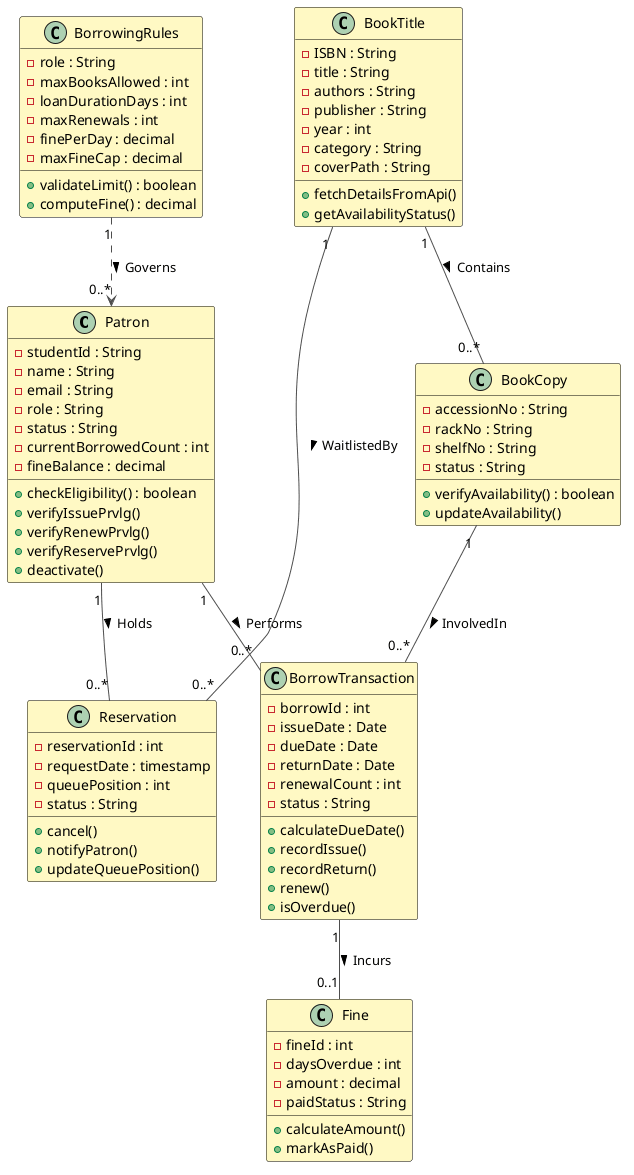 C BorrowingRules
role : String
maxBooksAllowed : int
loanDurationDays : int
maxRenewals : int
finePerDay : decimal
maxFineCap : decimal
validateLimit() : boolean
computeFine() : decimal
C BookTitle
ISBN : String
title : String
authors : String
publisher : String
year : int
category : String
coverPath : String
fetchDetailsFromApi()
getAvailabilityStatus()
1
Governs
0..*
1
1
Contains
0..*
C Patron
studentId : String
name : String
email : String
role : String
status : String
currentBorrowedCount : int
fineBalance : decimal
checkEligibility() : boolean
verifyIssuePrvlg()
verifyRenewPrvlg()
verifyReservePrvlg()
deactivate()
WaitlistedBy
C BookCopy
accessionNo : String
rackNo : String
shelfNo : String
status : String
verifyAvailability() : boolean
updateAvailability()
1
Holds
0..*
1
Performs
0..*
0..*
1
InvolvedIn
0..*
C Reservation
reservationId : int
requestDate : timestamp
queuePosition : int
status : String
cancel()
notifyPatron()
updateQueuePosition()
C BorrowTransaction
borrowId : int
issueDate : Date
dueDate : Date
returnDate : Date
renewalCount : int
status : String
calculateDueDate()
recordIssue()
recordReturn()
renew()
isOverdue()
1
Incurs
0..1
C Fine
fineId : int
daysOverdue : int
amount : decimal
paidStatus : String
calculateAmount()
markAsPaid()